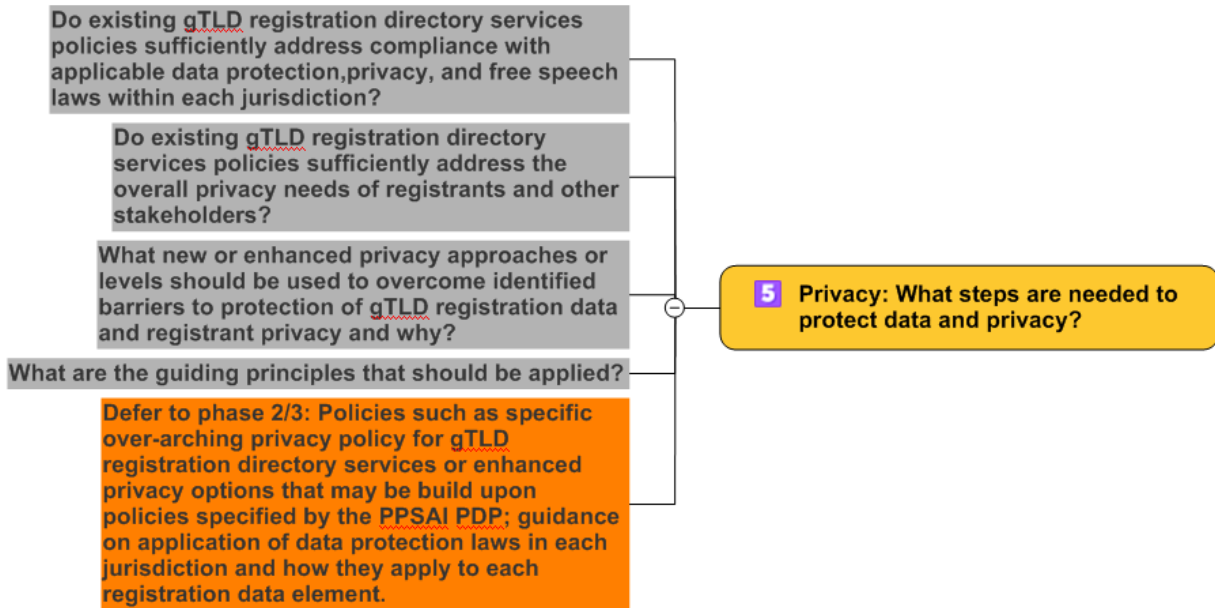 Do existing gTLD registration directory services
policies sufficiently address compliance with
applicable data protection,privacy, and free speech
laws within each jurisdiction?
Do existing gTLD registration directory
services policies sufficiently address the
overall privacy needs of registrants and other
stakeholders?
What new or enhanced privacy approaches or
levels should be used to overcome identified
barriers to protection of gTLD registration data
and registrant privacy and why?
What are the guiding principles that should be applied?
Defer to phase 2/3: Policies such as specific
over-arching privacy policy for gTLD
registration directory services or enhanced
privacy options that may be build upon
policies specified by the PPSAI PDP; guidance
on application of data protection laws in each
jurisdiction and how they apply to each
registration data element.
5 Privacy: What steps are needed to
protect data and privacy?